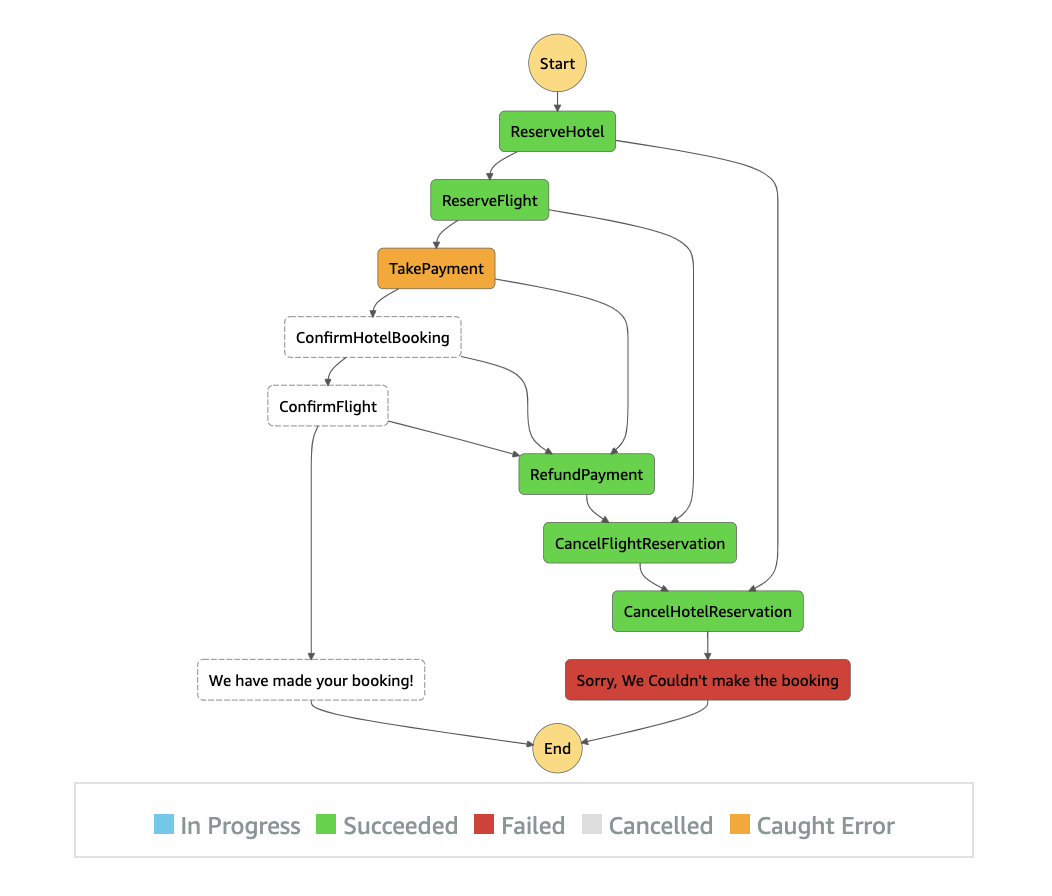 Start
ReserveHotel
ReserveFlight
TakePayment
ConfirmHotelBooking
ConfirmFlight
RefundPayment
CancelFlightReservation
CancelHotelReservation
We have made your booking!
Sorry, We Couldn't make the booking
End
In Progress Succeeded Failed Cancelled Caught Error